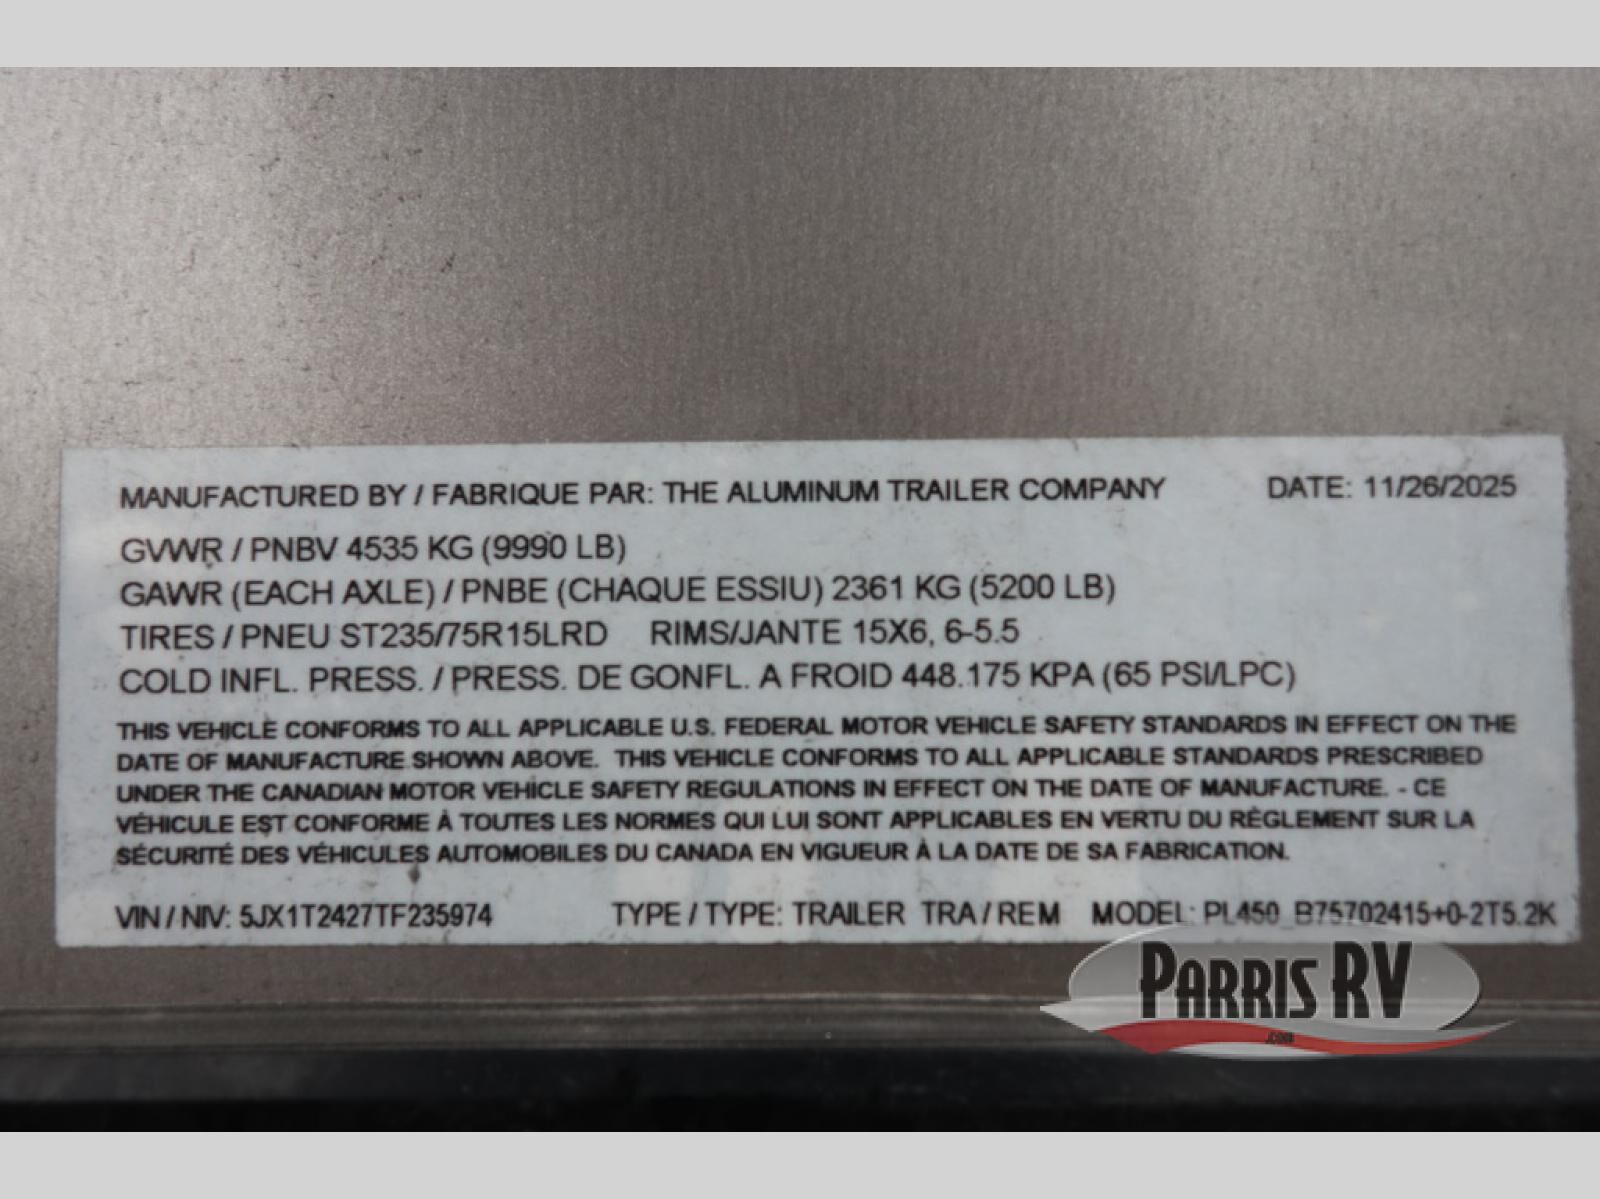 MANUFACTURED BY / FABRIQUE PAR: THE ALUMINUM TRAILER COMPANY DATE: 11/26/2025
GVWR / PNBV 4535 KG (9990 LB)
GAWR (EACH AXLE) / PNBE (CHAQUE ESSIU) 2361 KG (5200 LB)
TIRES / PNEU ST235/75R15LRD RIMS/JANTE 15X6, 6-5.5
COLD INFL. PRESS. / PRESS. DE GONFL. A FROID 448.175 KPA (65 PSI/LPC)
THIS VEHICLE CONFORMS TO ALL APPLICABLE U.S. FEDERAL MOTOR VEHICLE SAFETY STANDARDS IN EFFECT ON THE
DATE OF MANUFACTURE SHOWN ABOVE. THIS VEHICLE CONFORMS TO ALL APPLICABLE STANDARDS PRESCRIBED
UNDER THE CANADIAN MOTOR VEHICLE SAFETY REGULATIONS IN EFFECT ON THE DATE OF MANUFACTURE. - CE
VÉHICULE EST CONFORME À TOUTES LES NORMES QUI LUI SONT APPLICABLES EN VERTU DU RÈGLEMENT SUR LA
SÉCURITÉ DES VÉHICULES AUTOMOBILES DU CANADA EN VIGUEUR À LA DATE DE SA FABRICATION.
VIN / NIV: 5JX1T2427TF235974 TYPE / TYPE: TRAILER TRA / REM MODEL: PL450_B75702415+0-2T5.2K
PARRIS RV
.COM